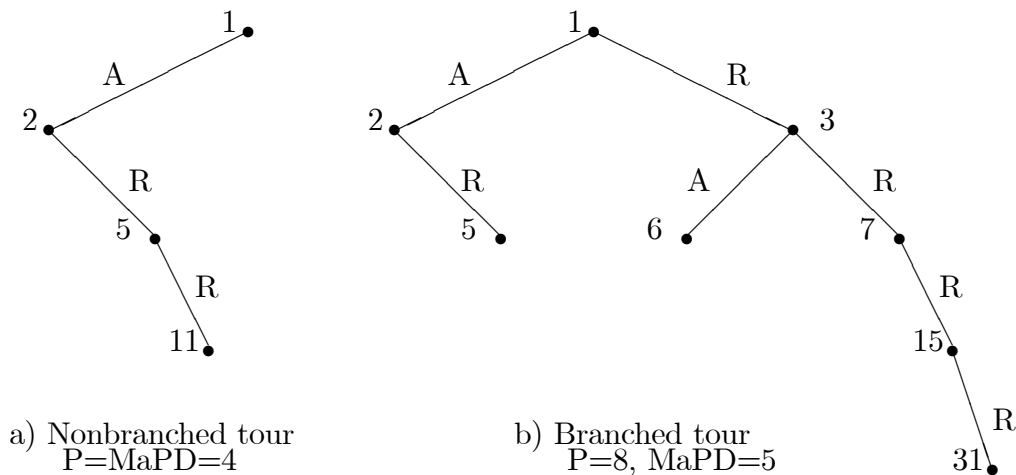 1
A
2
R
5
R
11
a) Nonbranched tour
P=MaPD=4
1
A
R
2
3
R
A
R
5
6
7
R
15
R
31
b) Branched tour
P=8, MaPD=5